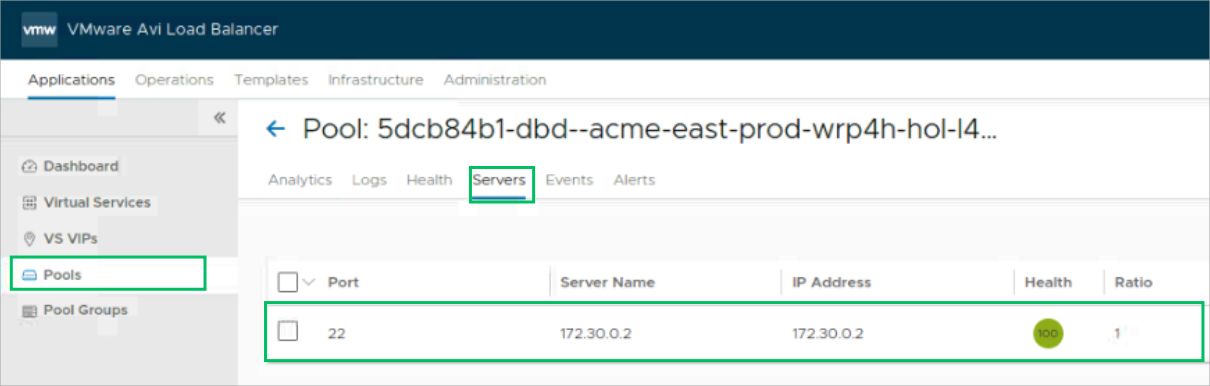 vmw VMware Avi Load Balancer
Applications Operations Templates Infrastructure Administration
Pool: 5dcb84b1-dbd--acme-east-prod-wrp4h-hol-l4...
Dashboard
Virtual Services
VS VIPs
Pools
Pool Groups
Analytics Logs Health Servers Events Alerts
Port Server Name IP Address Health Ratio
22 172.30.0.2 172.30.0.2 100 1